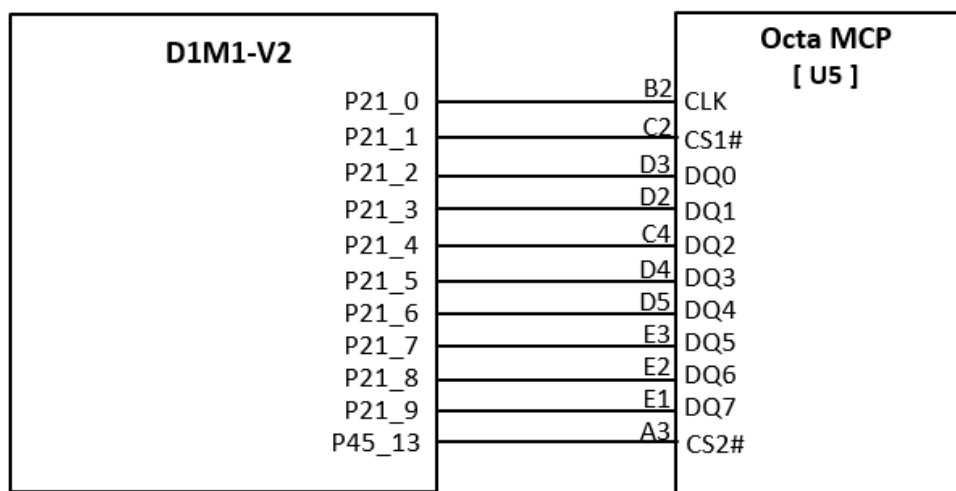 D1M1-V2
Octa MCP
[ U5 ]
P21_0 B2 CLK
P21_1 C2 CS1#
P21_2 D3 DQ0
P21_3 D2 DQ1
P21_4 C4 DQ2
P21_5 D4 DQ3
P21_6 D5 DQ4
P21_7 E3 DQ5
P21_8 E2 DQ6
P21_9 E1 DQ7
P45_13 A3 CS2#